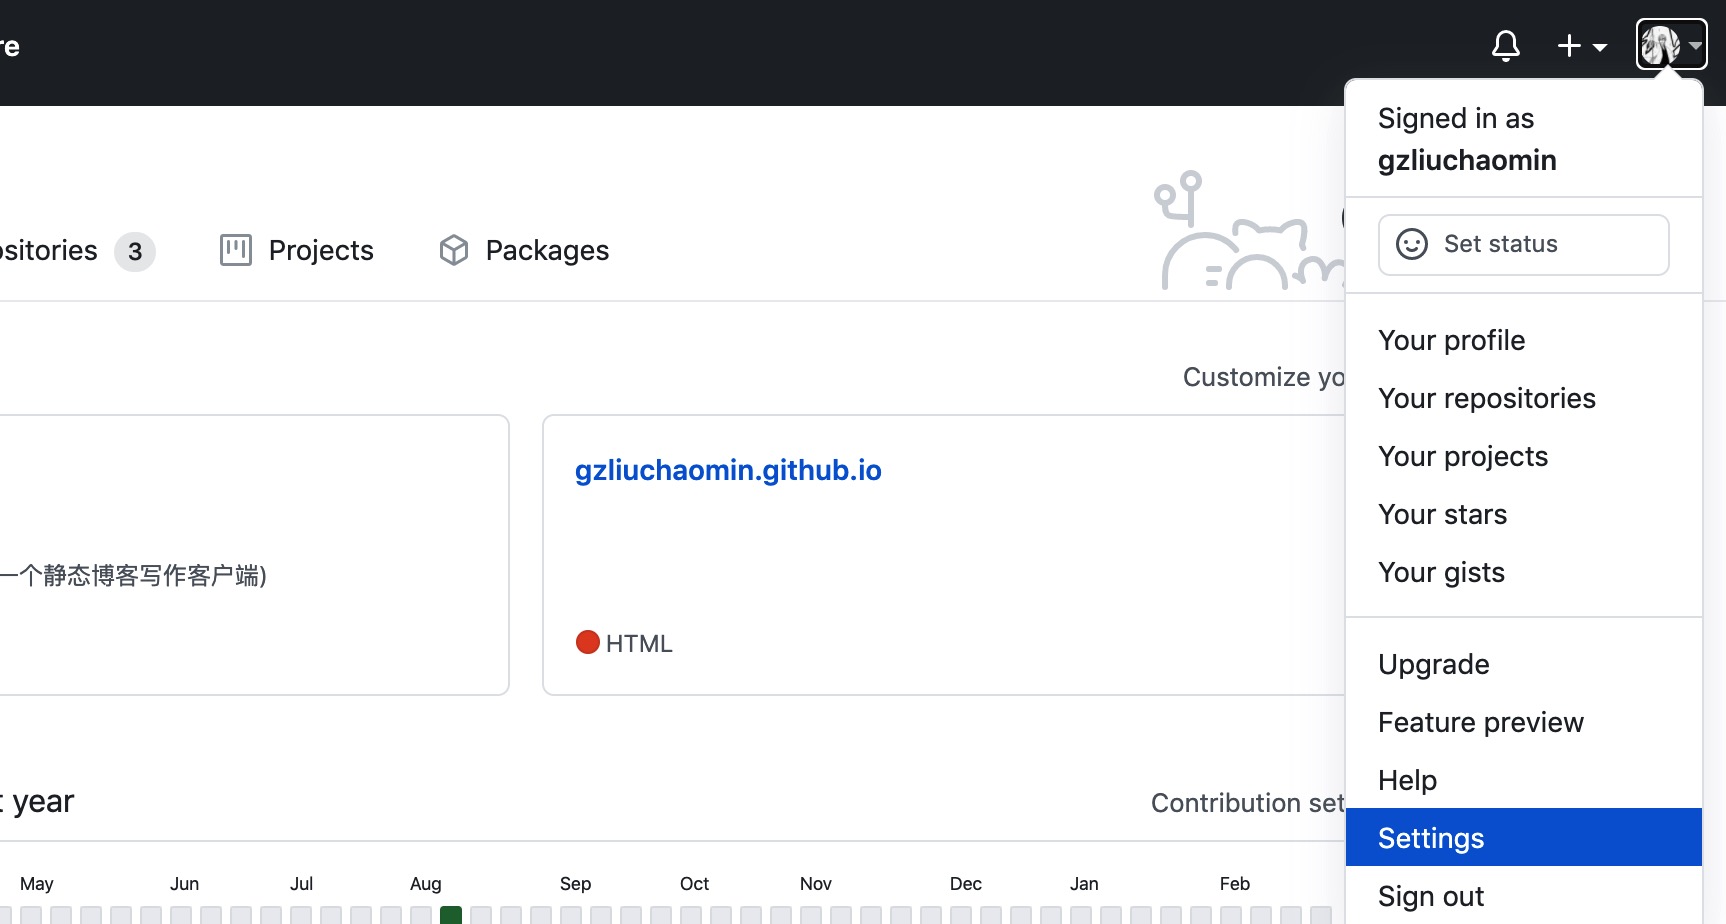 re
Signed in as
gzliuchaomin
Set status
sitories 3 Projects Packages
Your profile
Customize yo
Your repositories
Your projects
gzliuchaomin.github.io
Your stars
Your gists
一个静态博客写作客户端)
HTML
Upgrade
Feature preview
Help
t year
Contribution set
Settings
May Jun Jul Aug Sep Oct Nov Dec Jan Feb
Sign out